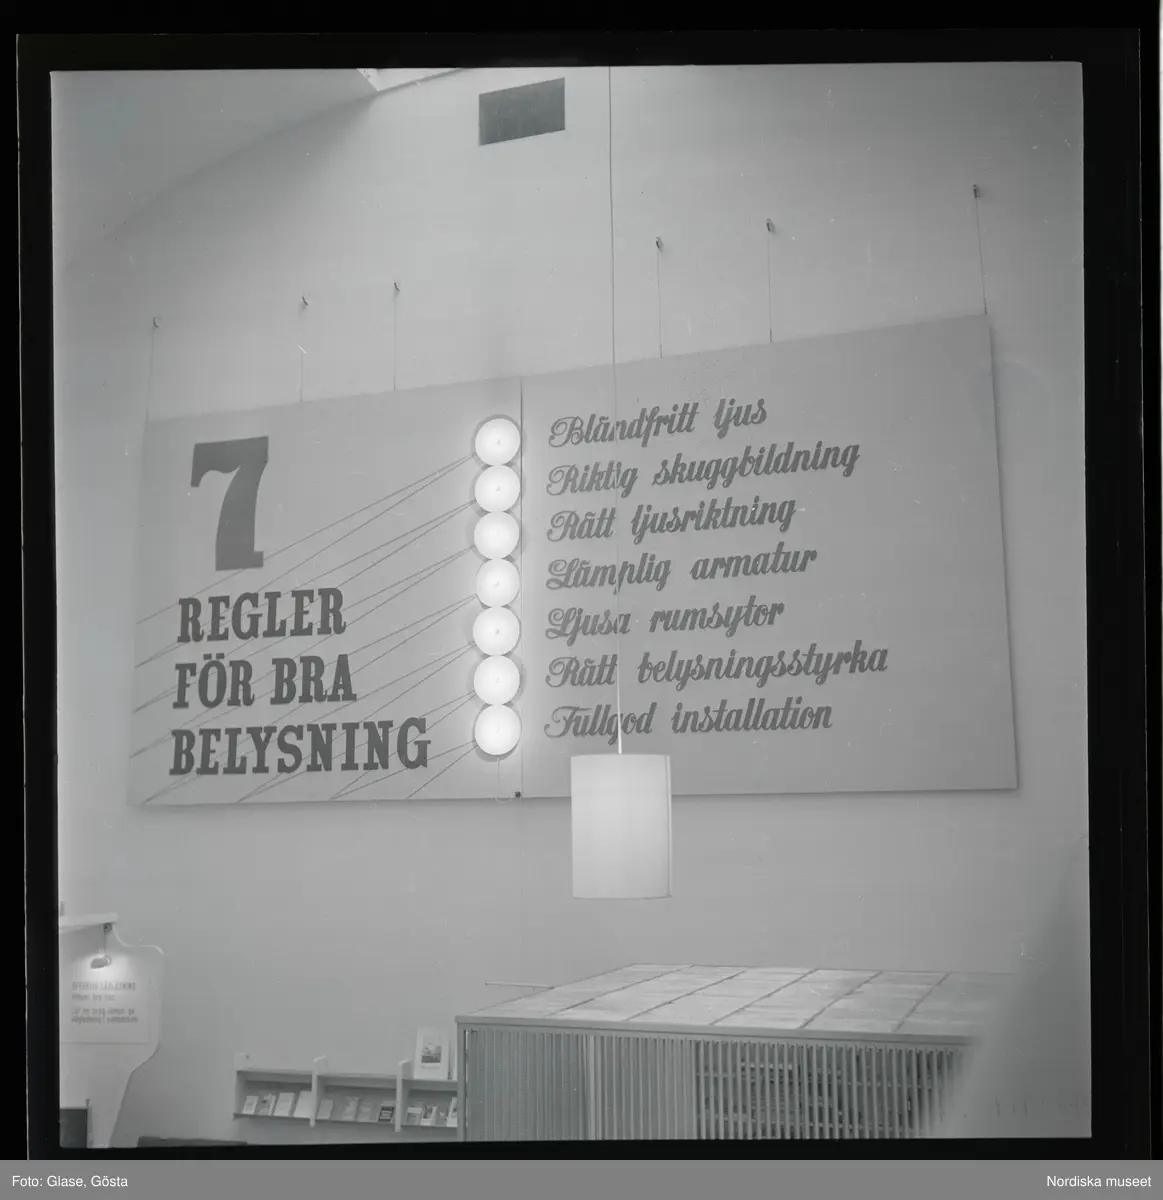 7
REGLER
FÖR BRA
BELYSNING
Bländfritt ljus
Riktig skuggbildning
Rätt ljusriktning
Lämplig armatur
Ljusa rumsytor
Rätt belysningsstyrka
Fullgod installation
Foto: Glase, Gösta
Nordiska museet